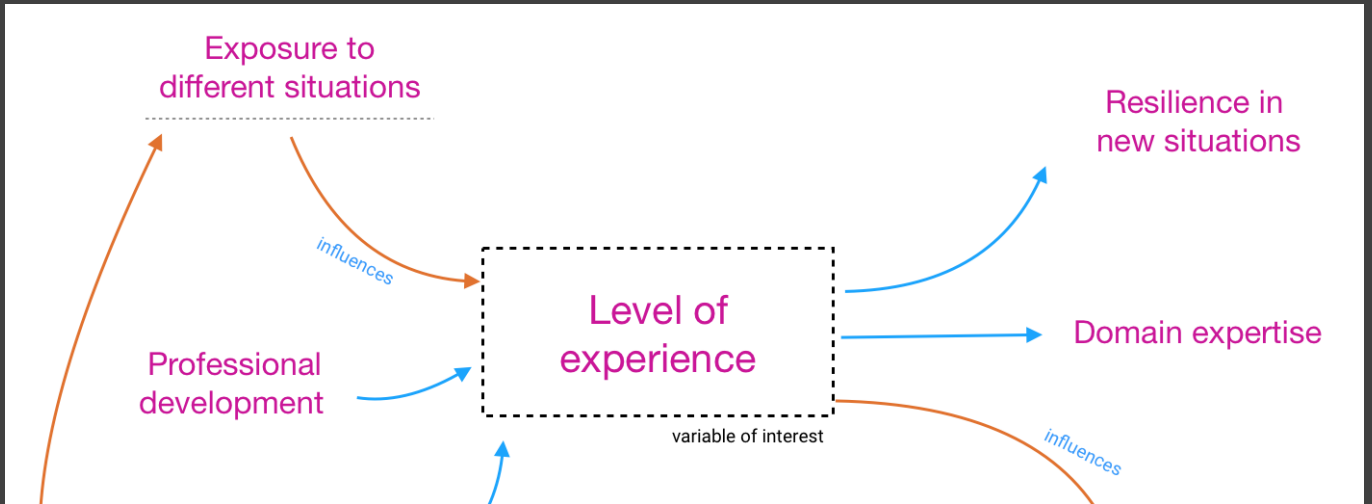 Exposure to
different situations
Resilience in
new situations
influences
Level of
experience
Domain expertise
Professional
development
variable of interest
influences